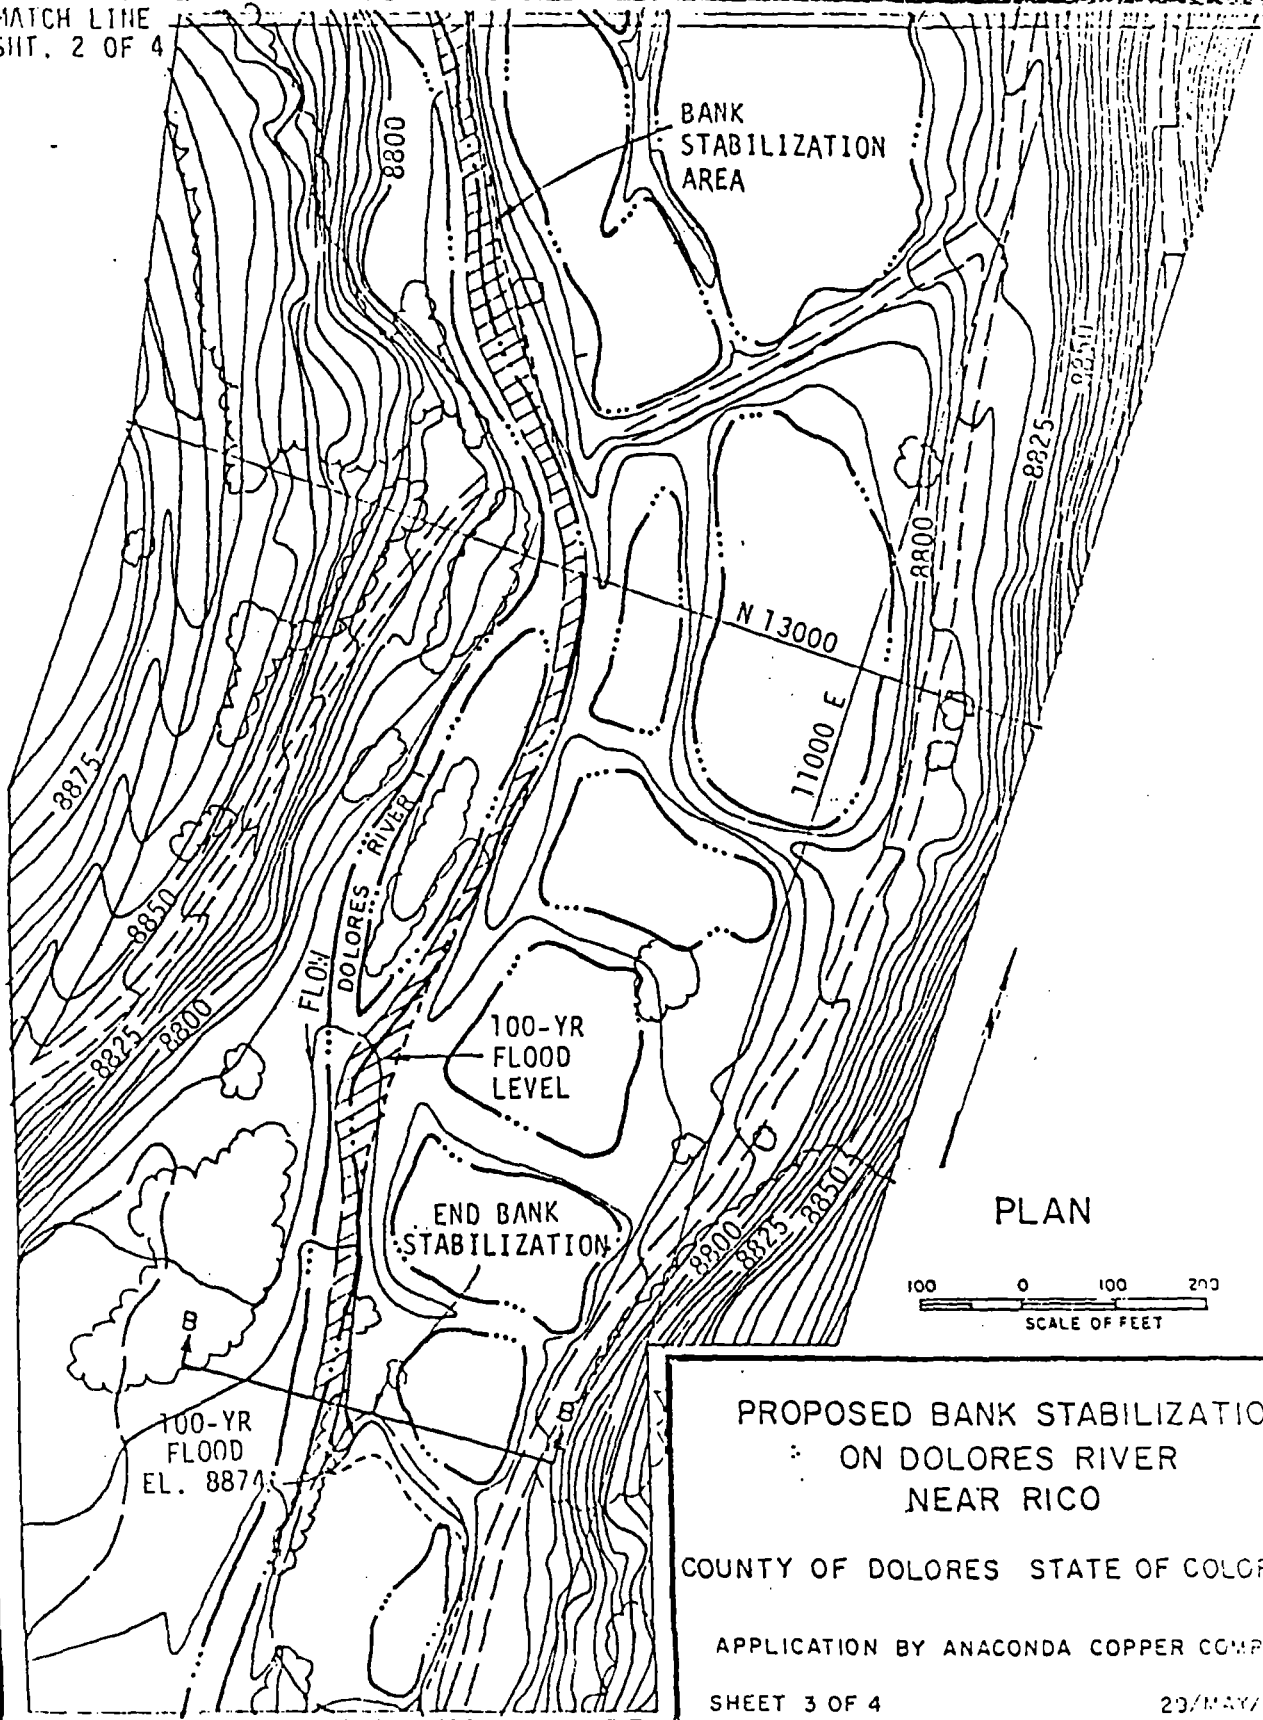 MATCH LINE
SHT. 2 OF 4
8800
BANK
STABILIZATION
AREA
8850
8825
8800
N 13000
11000 E
8875
RIVER
DOLORES
FLOW
8850
8825
8800
100-YR
FLOOD
LEVEL
END BANK
STABILIZATION
8800
8825
8850
PLAN
100 0 100 200
SCALE OF FEET
B
B
100-YR
FLOOD
EL. 8874
PROPOSED BANK STABILIZATIO
ON DOLORES RIVER
NEAR RICO
COUNTY OF DOLORES STATE OF
APPLICATION BY ANACONDA COPPER
SHEET 3 OF 4
29/MAY/